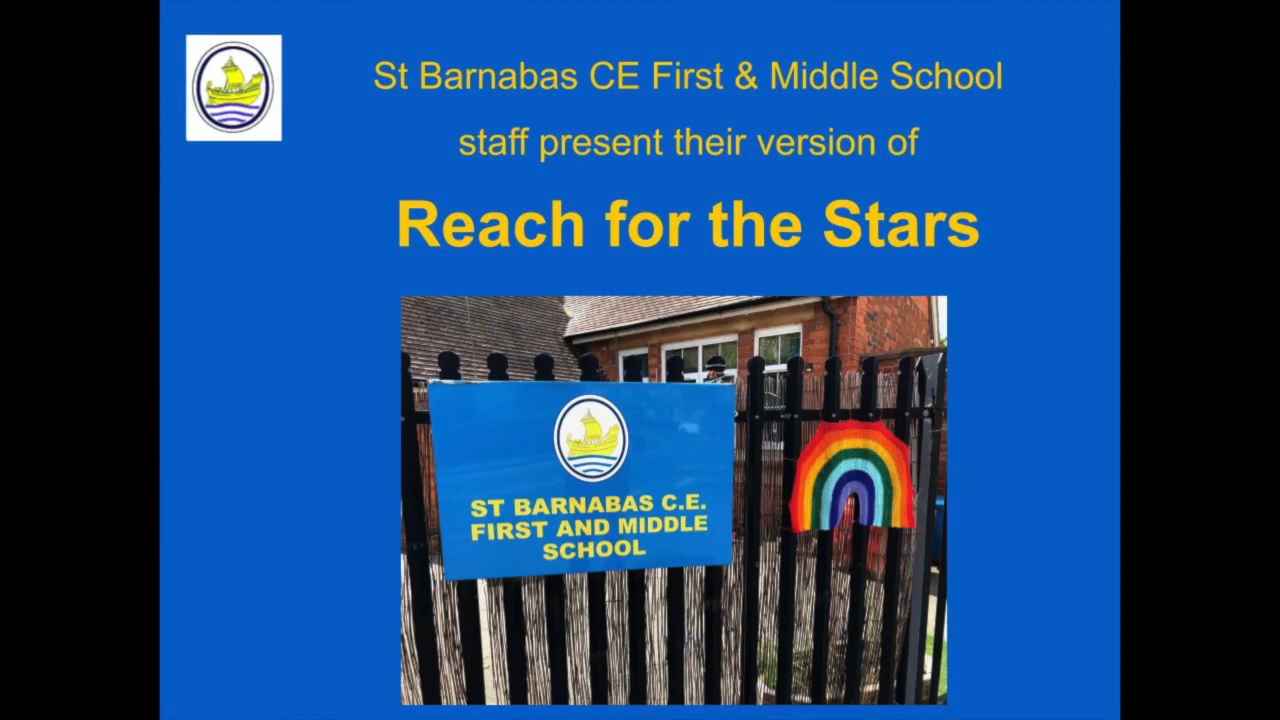 St Barnabas CE First & Middle School
staff present their version of
Reach for the Stars
ST BARNABAS C.E.
FIRST AND MIDDLE
SCHOOL